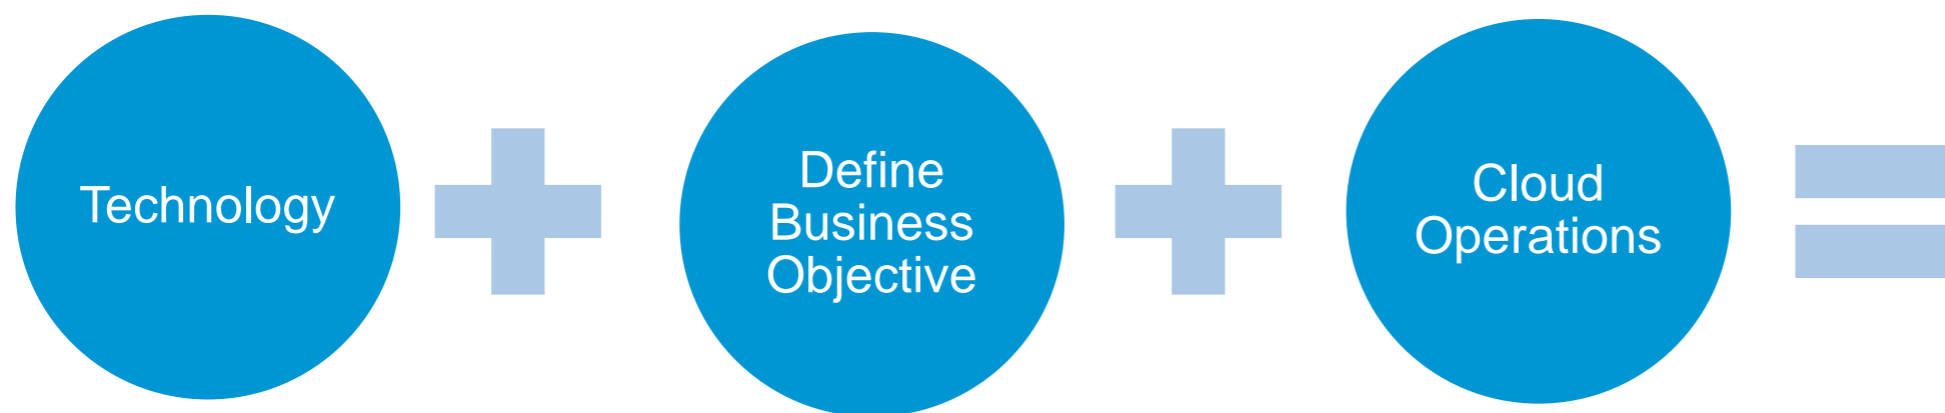 Technology
Define
Business
Objective
Cloud
Operations